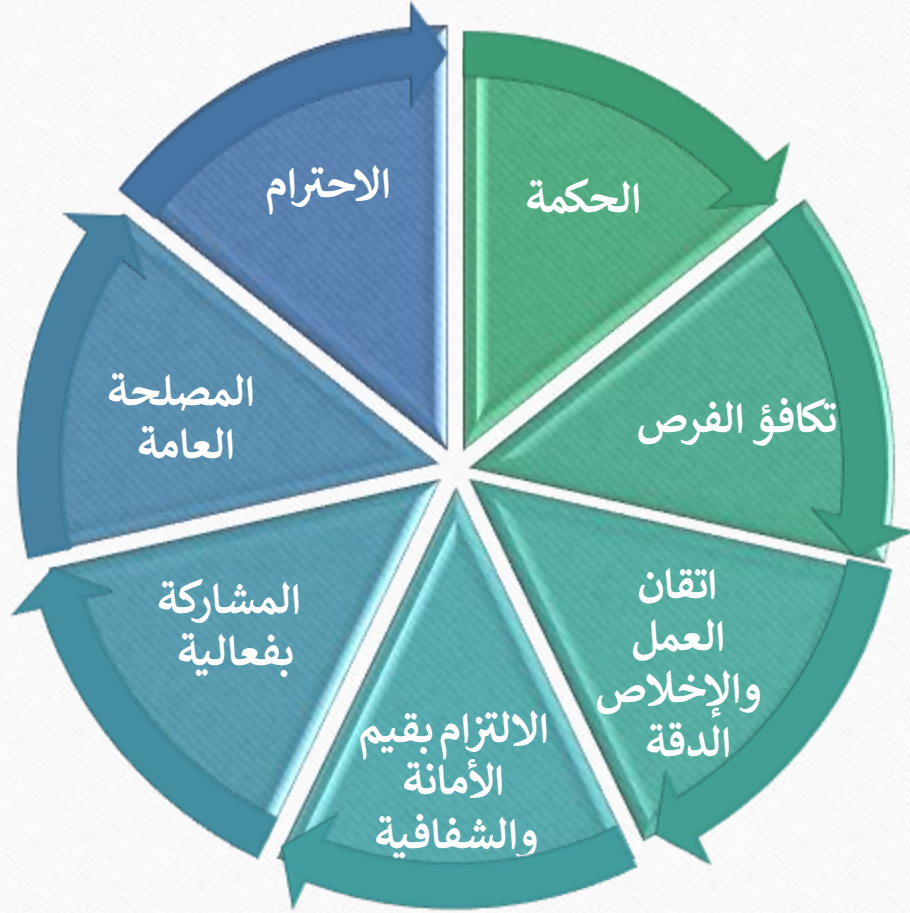 الحكمة
تكافؤ الفرص
اتقان
العمل
والإخلاص
الدقة
الالتزام بقيم
الأمانة
والشفافية
المشاركة
بفعالية
المصلحة
العامة
الاحترام